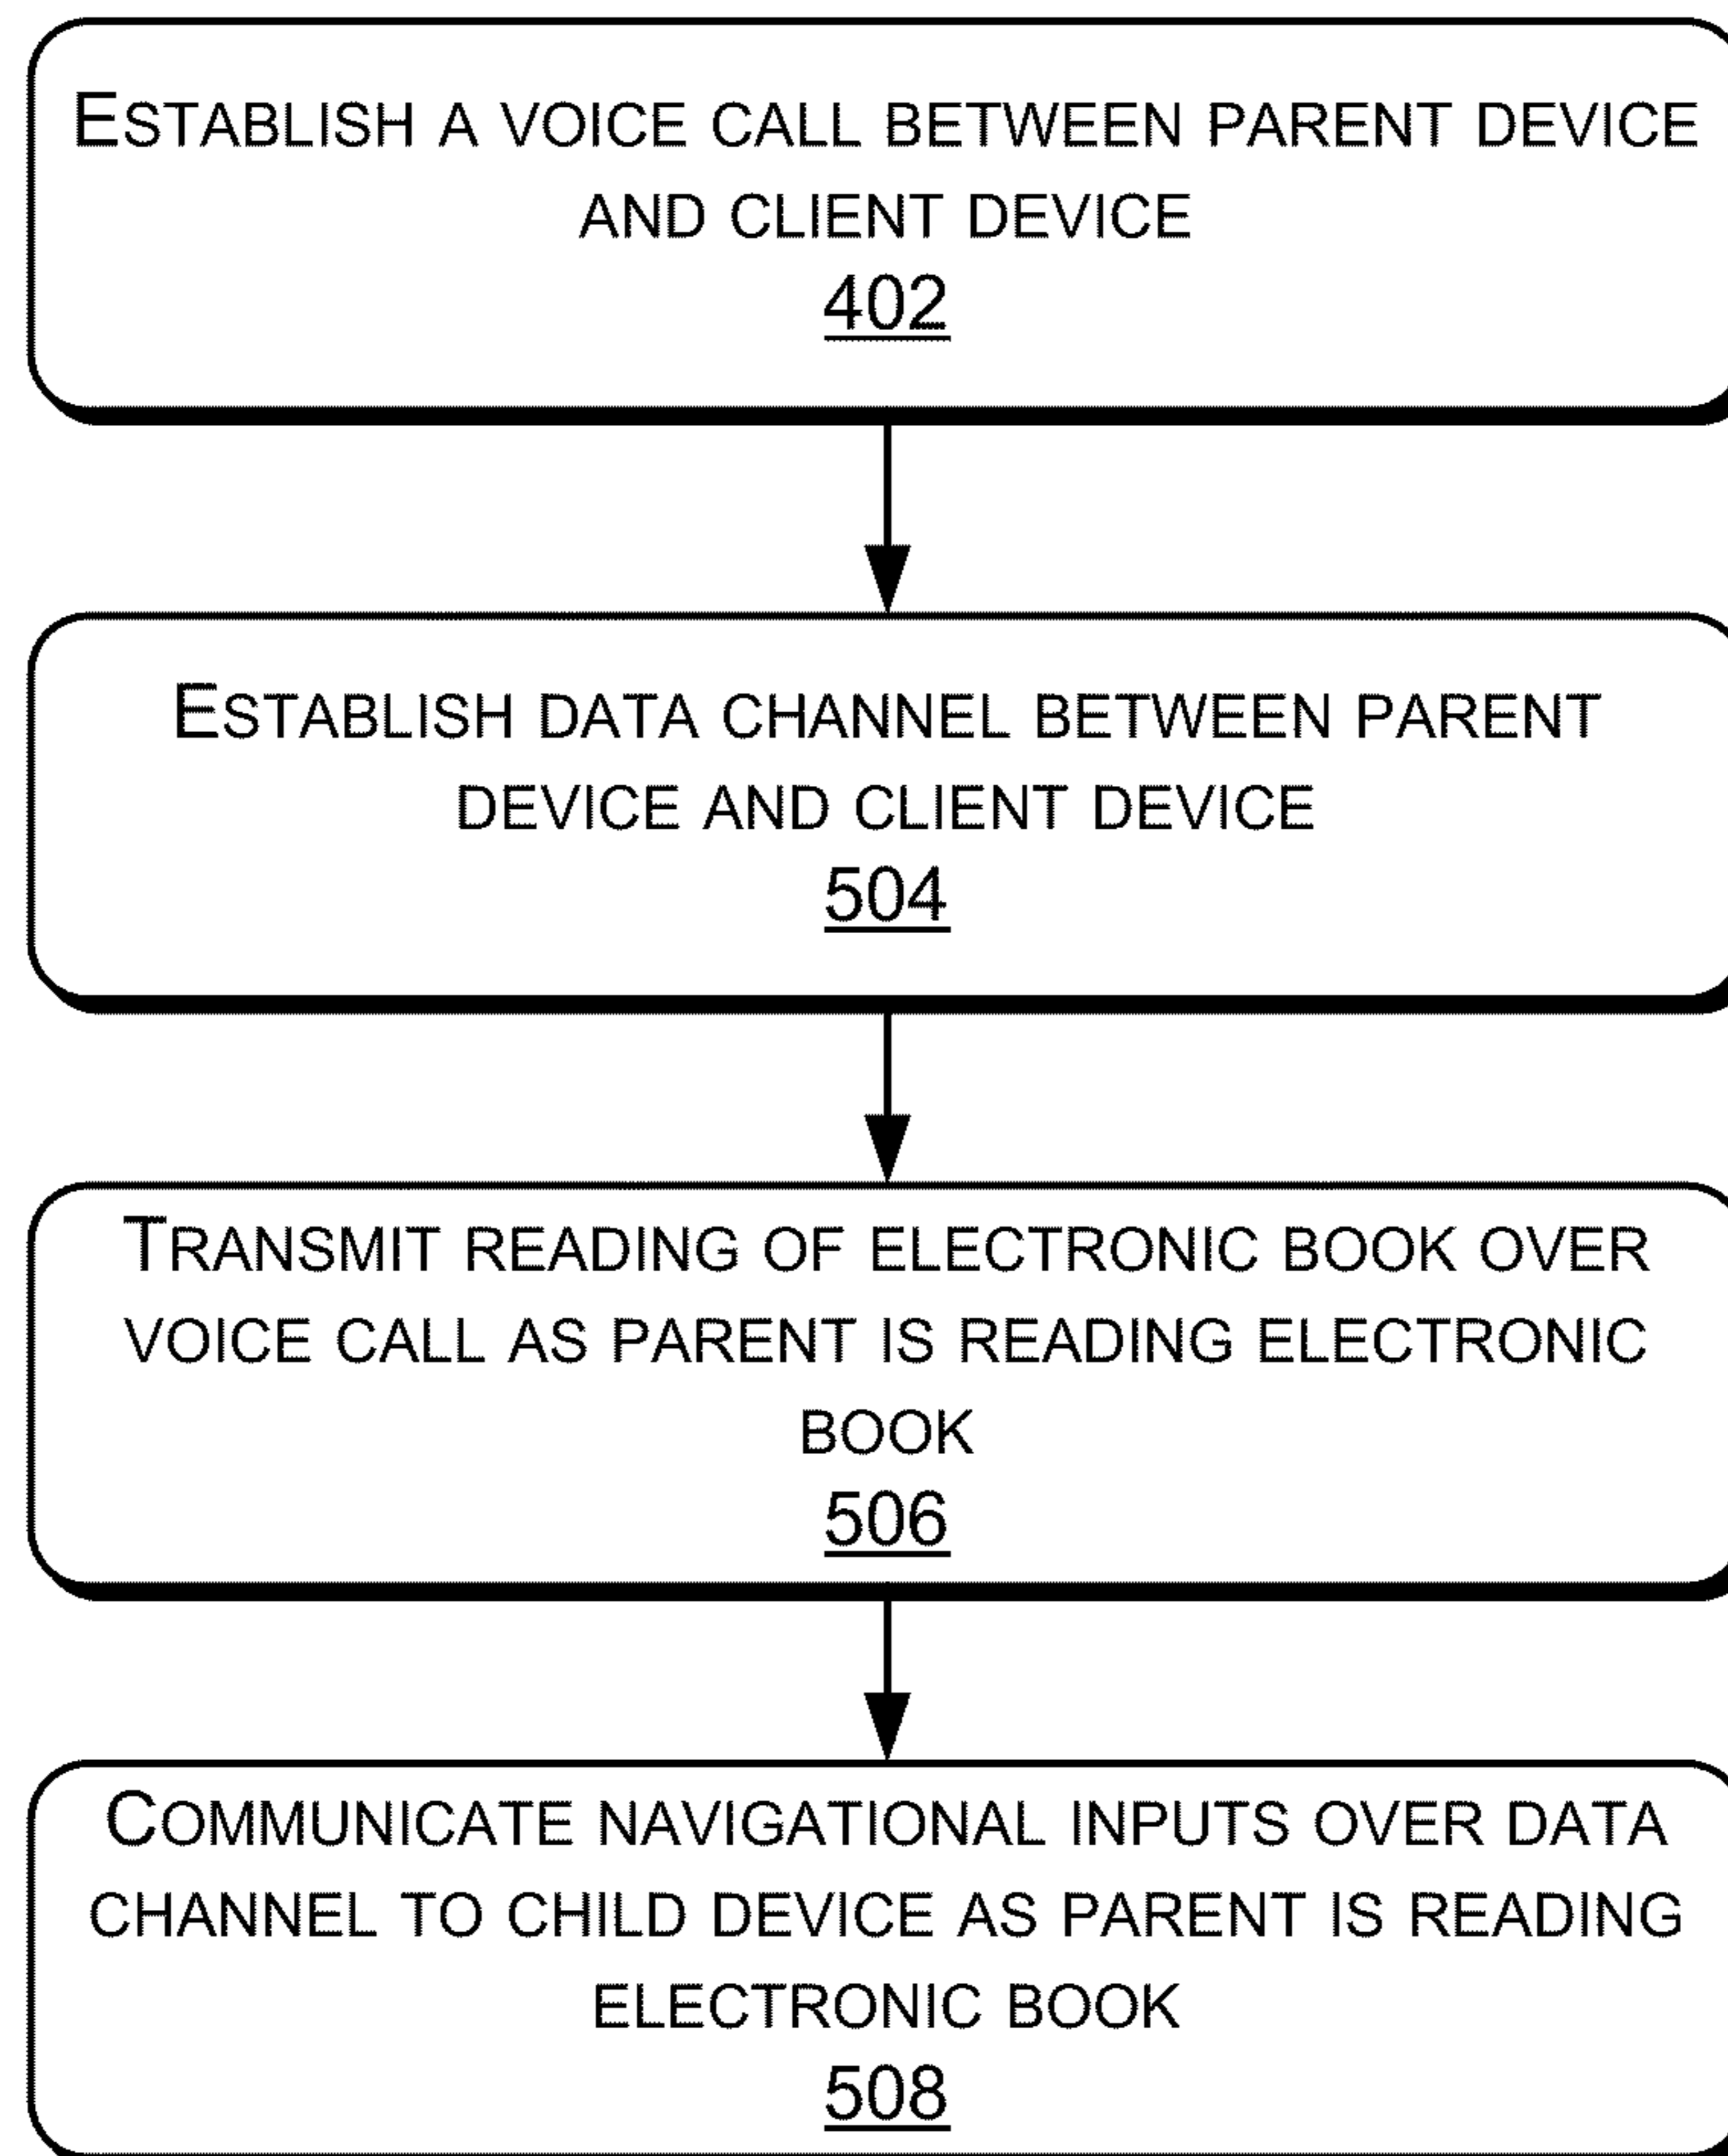 ESTABLISH A VOICE CALL BETWEEN PARENT DEVICE
AND CLIENT DEVICE
402
ESTABLISH DATA CHANNEL BETWEEN PARENT
DEVICE AND CLIENT DEVICE
504
TRANSMIT READING OF ELECTRONIC BOOK OVER
VOICE CALL AS PARENT IS READING ELECTRONIC
BOOK
506
COMMUNICATE NAVIGATIONAL INPUTS OVER DATA
CHANNEL TO CHILD DEVICE AS PARENT IS READING
ELECTRONIC BOOK
508